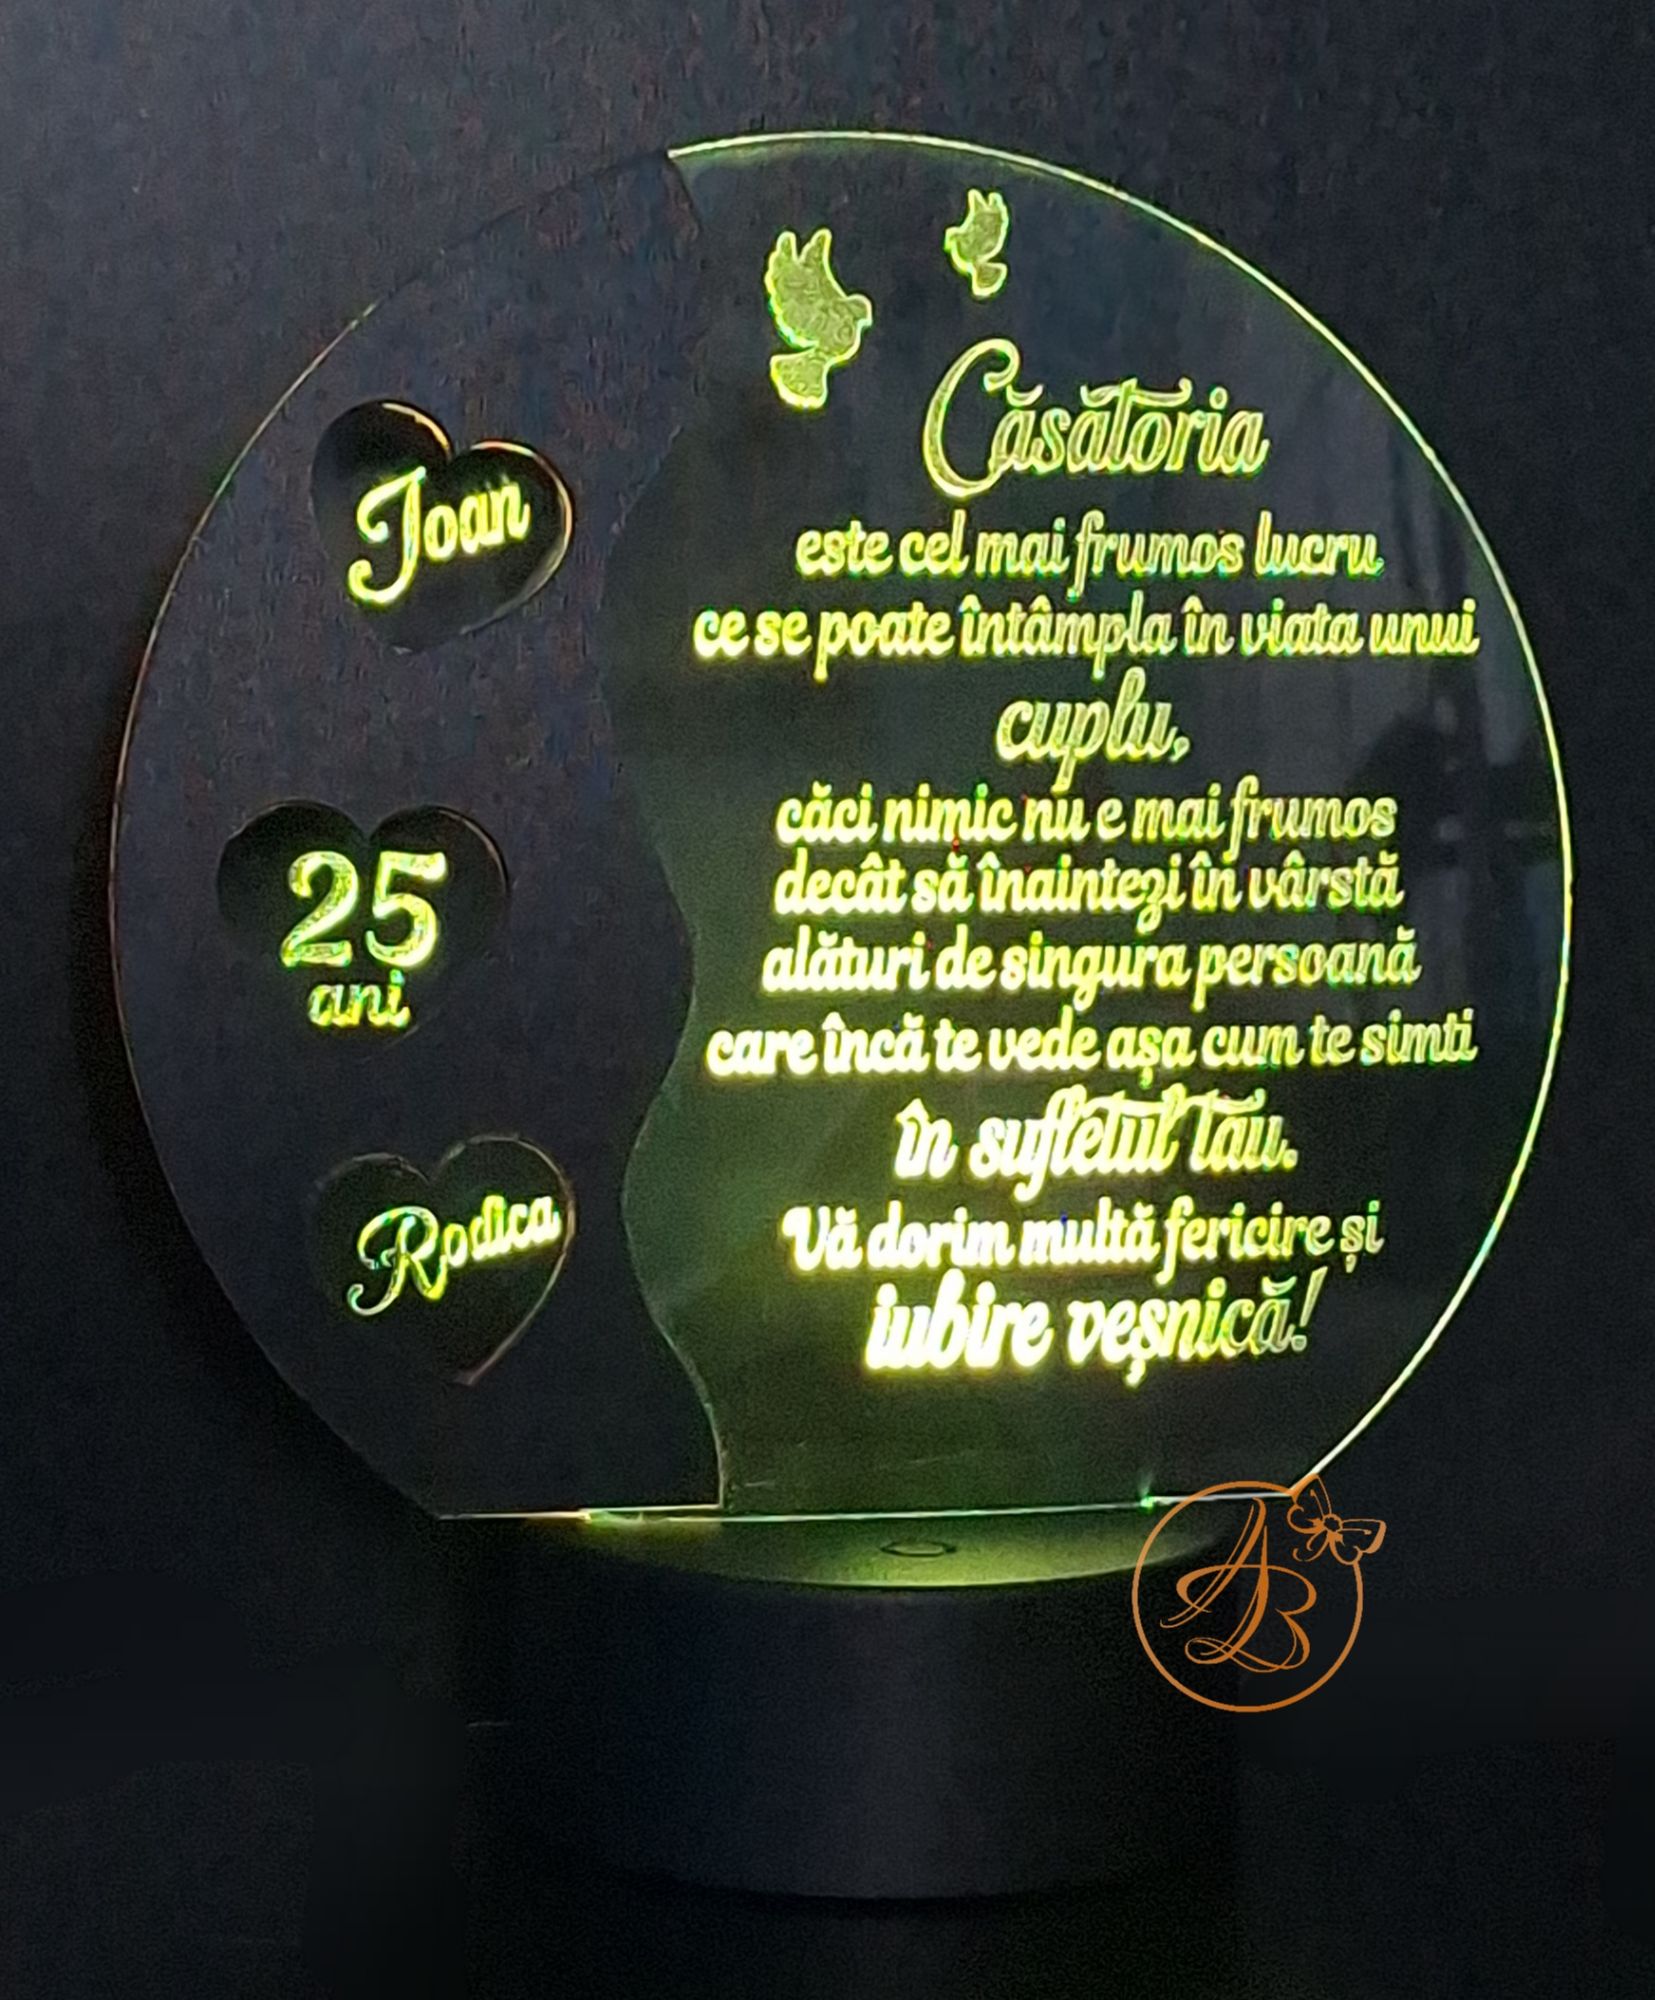 Ioan
25
ani
Rodica
Căsătoria
este cel mai frumos lucru
ce se poate întâmpla în viata unui
cuplu,
căci nimic nu e mai frumos
decât să înaintezi în vârstă
alături de singura persoană
care încă te vede așa cum te simti
în sufletul tău.
Vă dorim multă fericire și
iubire veșnică!
AB